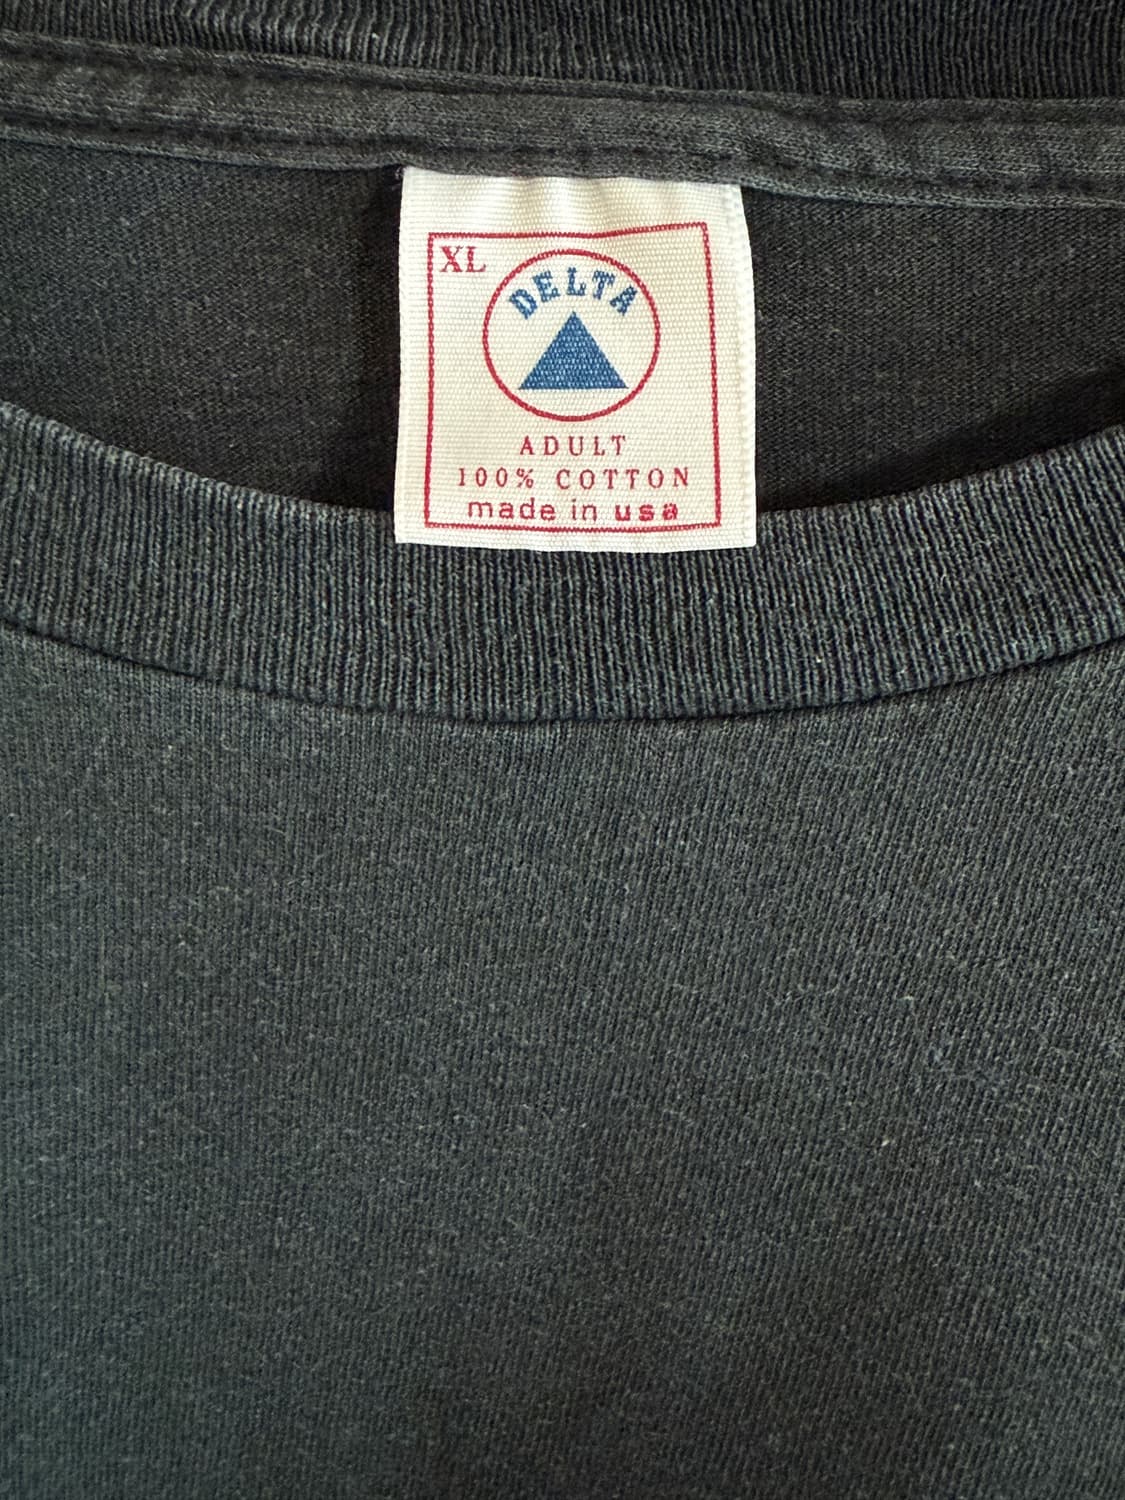 XL
DELTA
ADULT
100% COTTON
made in usa